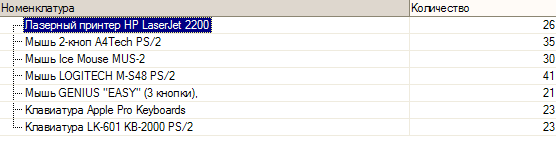 Номенклатура Количество
Лазерный принтер HP LaserJet 2200 26
Мышь 2-кноп A4Tech PS/2 35
Мышь Ice Mouse MUS-2 30
Мышь LOGITECH M-S48 PS/2 41
Мышь GENIUS "EASY" (3 кнопки), 21
Клавиатура Apple Pro Keyboards 23
Клавиатура LK-601 KB-2000 PS/2 23